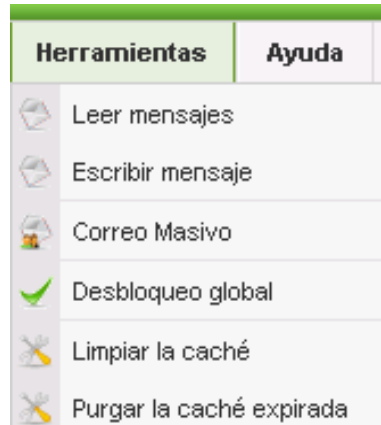 Herramientas Ayuda
Leer mensajes
Escribir mensaje
Correo Masivo
Desbloqueo global
Limpiar la caché
Purgar la caché expirada